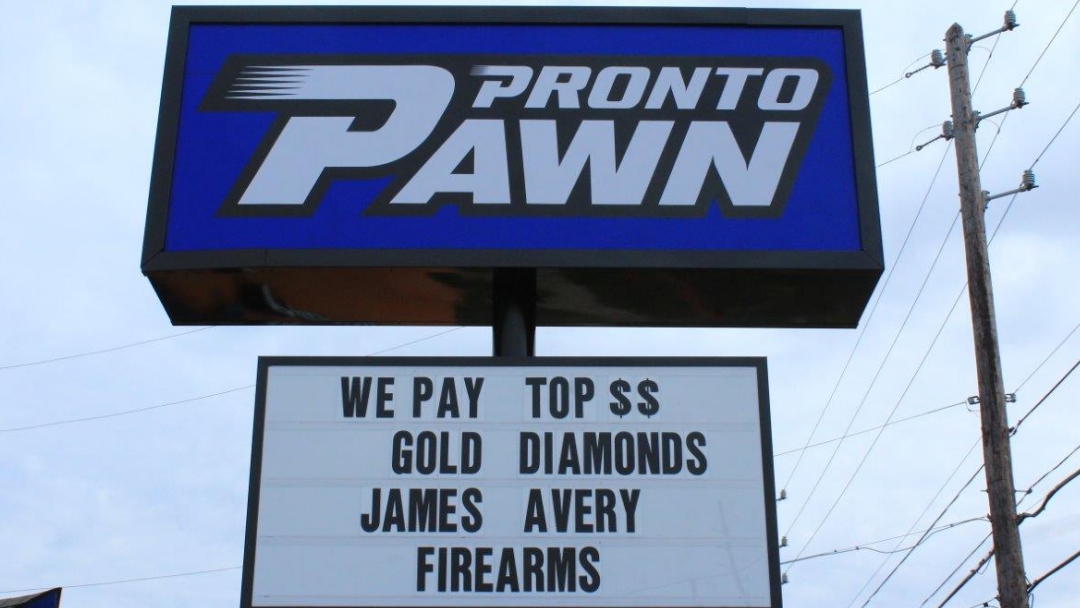 PRONTO
PAWN
WE PAY TOP $$
GOLD DIAMONDS
JAMES AVERY
FIREARMS